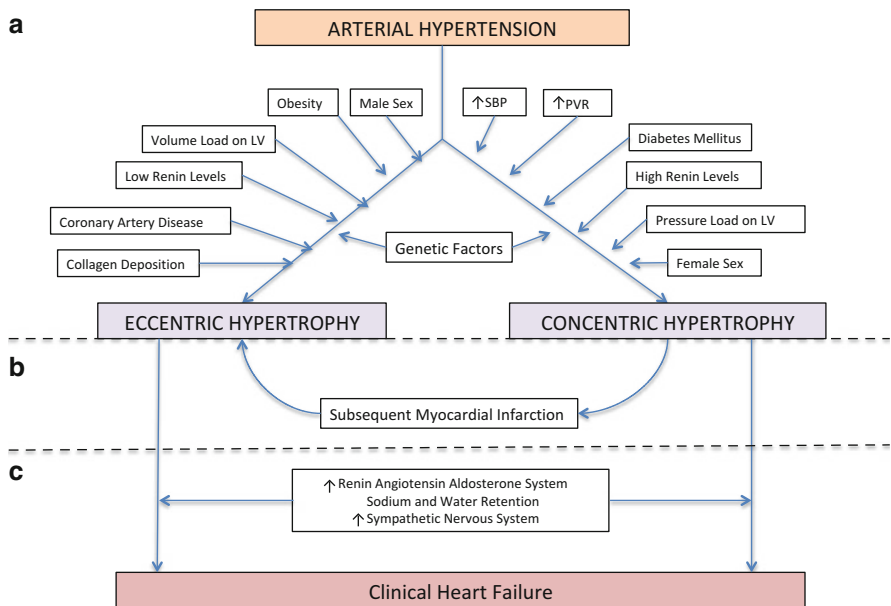 a
ARTERIAL HYPERTENSION
Obesity
Male Sex
↑SBP
↑PVR
Volume Load on LV
Diabetes Mellitus
Low Renin Levels
High Renin Levels
Coronary Artery Disease
Pressure Load on LV
Genetic Factors
Collagen Deposition
Female Sex
ECCENTRIC HYPERTROPHY
CONCENTRIC HYPERTROPHY
b
Subsequent Myocardial Infarction
c
↑ Renin Angiotensin Aldosterone System
Sodium and Water Retention
↑ Sympathetic Nervous System
Clinical Heart Failure